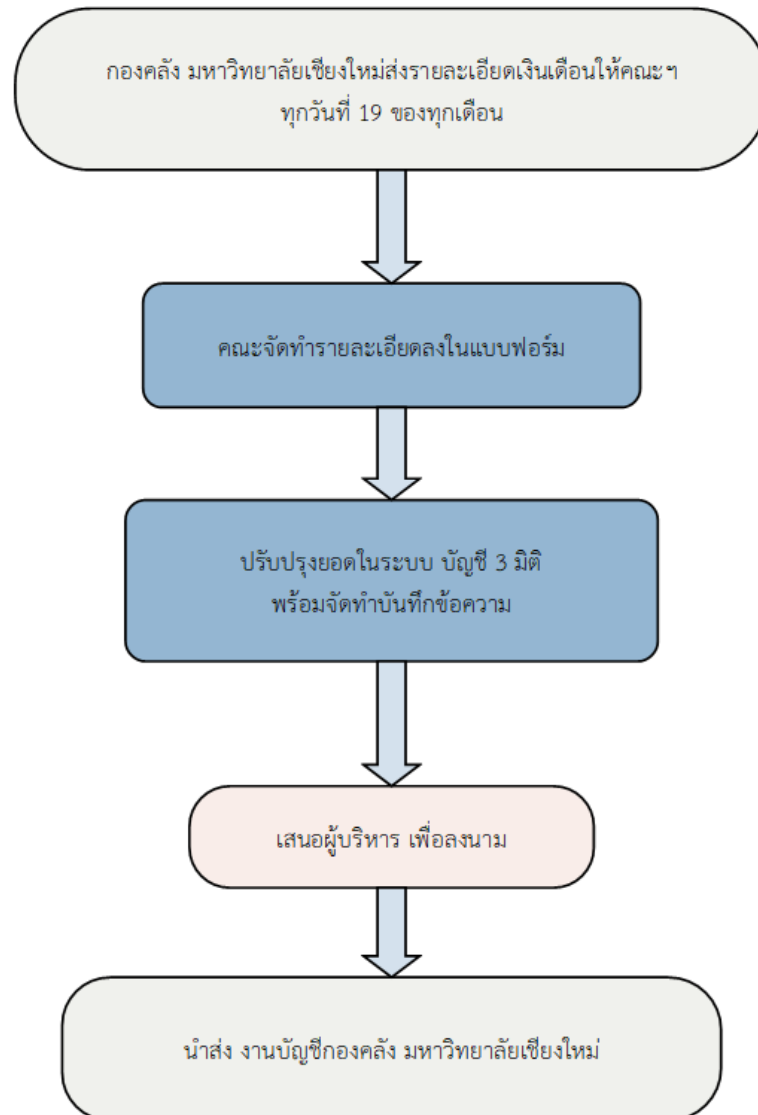 กองคลัง มหาวิทยาลัยเชียงใหม่ส่งรายละเอียดเงินเดือนให้คณะฯ
ทุกวันที่ 19 ของทุกเดือน
คณะจัดทำรายละเอียดลงในแบบฟอร์ม
ปรับปรุงยอดในระบบ บัญชี 3 มิติ
พร้อมจัดทำบันทึกข้อความ
เสนอผู้บริหาร เพื่อลงนาม
นำส่ง งานบัญชีกองคลัง มหาวิทยาลัยเชียงใหม่